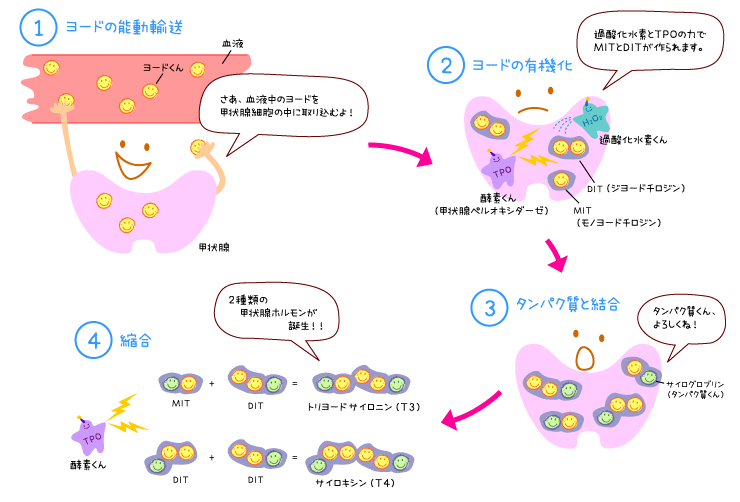 1 ヨードの能動輸送
血液
ヨードくん
さあ、血液中のヨードを
甲状腺細胞の中に取り込むよ!
甲状腺
2 ヨードの有機化
過酸化水素とTPOの力で
MITとDITが作られます。
H₂O₂
過酸化水素くん
TPO
酵素くん
(甲状腺ペルオキシダーゼ)
DIT(ジヨードチロジン)
MIT
(モノヨードチロジン)
3 タンパク質と結合
タンパク質くん、
よろしくね!
サイログロブリン
(タンパク質くん)
4 縮合
2種類の
甲状腺ホルモンが
誕生!!
TPO
酵素くん
+ =
MIT DIT トリヨードサイロニン(T3)
+ =
DIT DIT サイロキシン(T4)